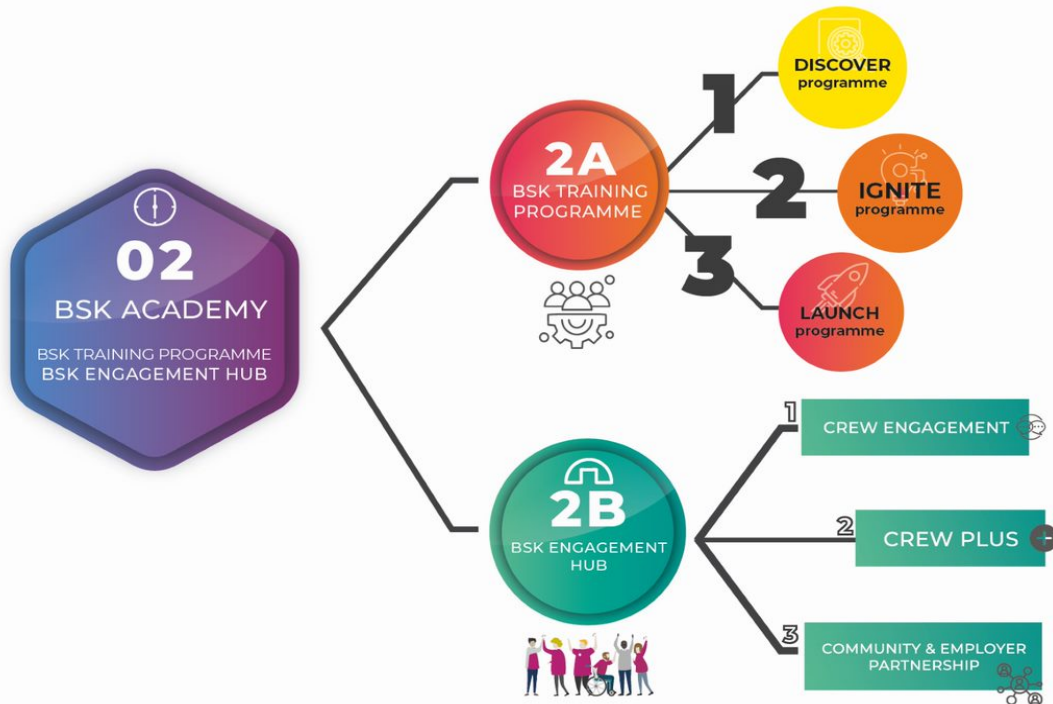 02
BSK ACADEMY
BSK TRAINING PROGRAMME
BSK ENGAGEMENT HUB
2A
BSK TRAINING
PROGRAMME
1
DISCOVER
programme
2
IGNITE
programme
3
LAUNCH
programme
2B
BSK ENGAGEMENT
HUB
1
CREW ENGAGEMENT
2
CREW PLUS
3
COMMUNITY & EMPLOYER
PARTNERSHIP